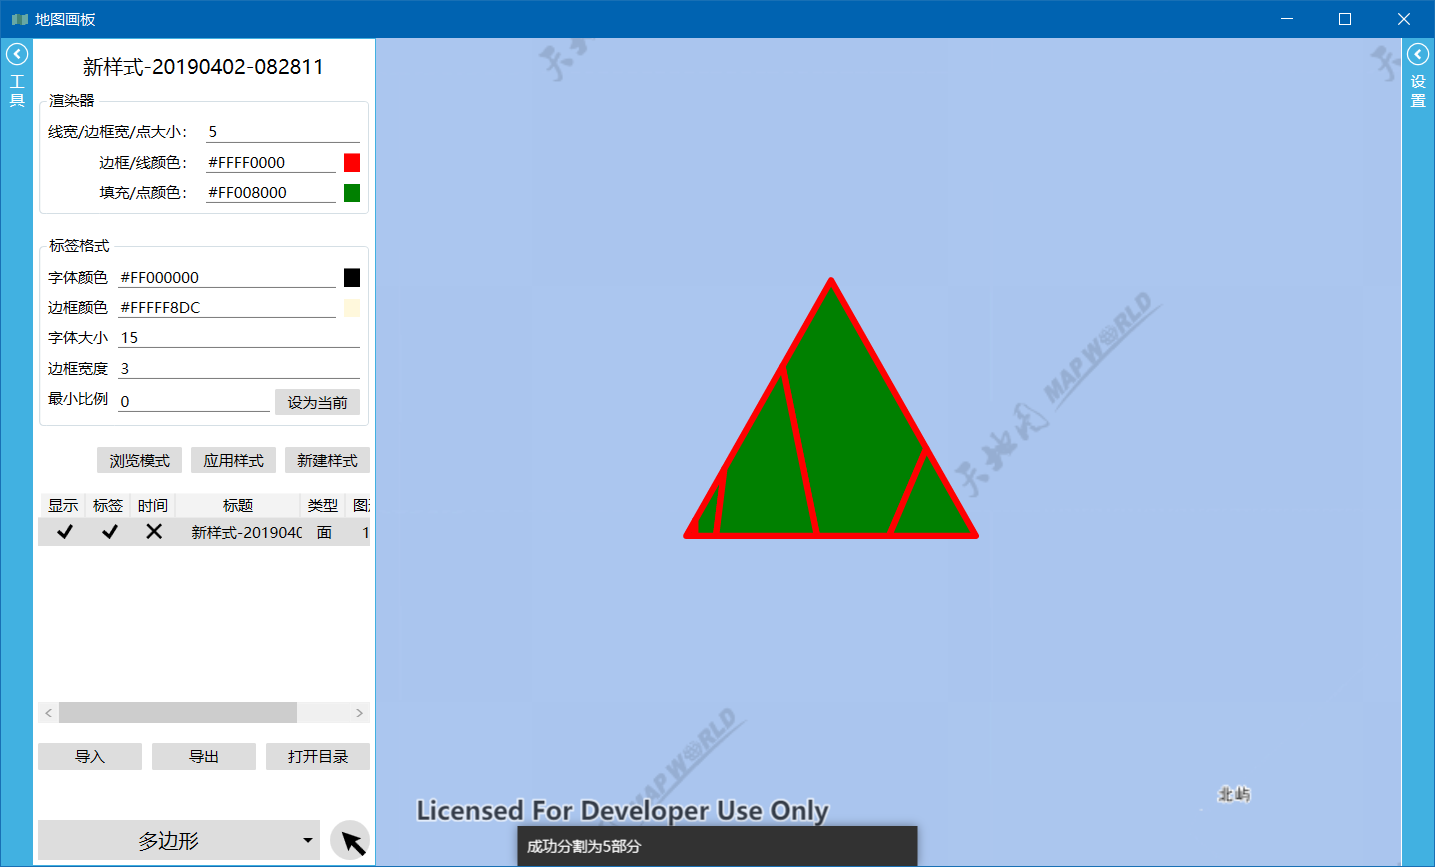 地图画板
工具
新样式-20190402-082811
渲染器
线宽/边框宽/点大小： 5
边框/线颜色： #FFFF0000
填充/点颜色： #FF008000
标签格式
字体颜色 #FF000000
边框颜色 #FFFFF8DC
字体大小 15
边框宽度 3
最小比例 0 设为当前
浏览模式 应用样式 新建样式
显示 标签 时间 标题 类型 图形
新样式-2019040 面 1
导入 导出 打开目录
多边形
设置
天地
天
天地图 MAP WORLD
MAP WORLD
北屿
Licensed For Developer Use Only
成功分割为5部分